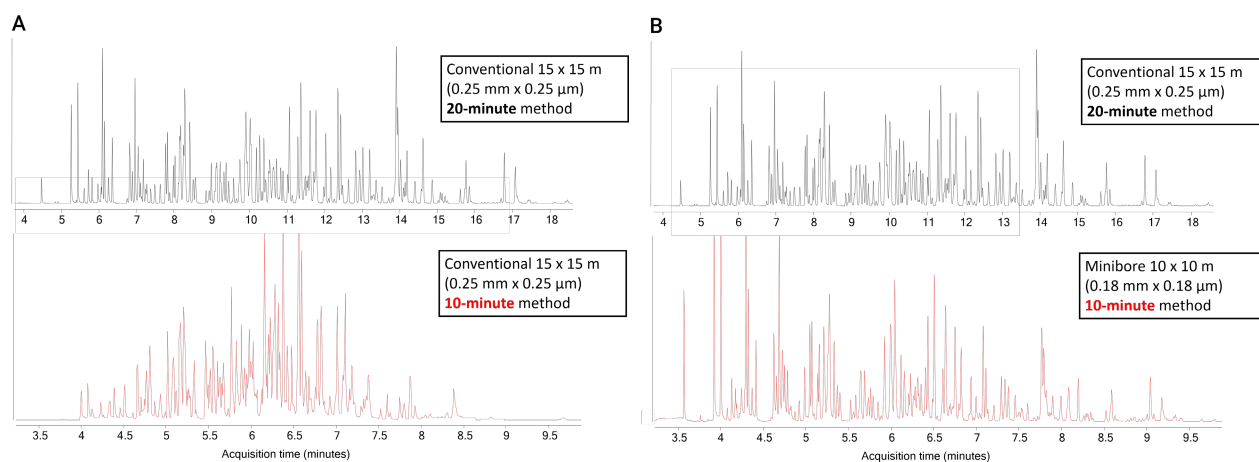 A
Conventional 15 x 15 m
(0.25 mm x 0.25 µm)
20-minute method
4 5 6 7 8 9 10 11 12 13 14 15 16 17 18
Conventional 15 x 15 m
(0.25 mm x 0.25 µm)
10-minute method
3.5 4 4.5 5 5.5 6 6.5 7 7.5 8 8.5 9 9.5
Acquisition time (minutes)
B
Conventional 15 x 15 m
(0.25 mm x 0.25 µm)
20-minute method
4 5 6 7 8 9 10 11 12 13 14 15 16 17 18
Minibore 10 x 10 m
(0.18 mm x 0.18 µm)
10-minute method
3.5 4 4.5 5 5.5 6 6.5 7 7.5 8 8.5 9 9.5
Acquisition time (minutes)